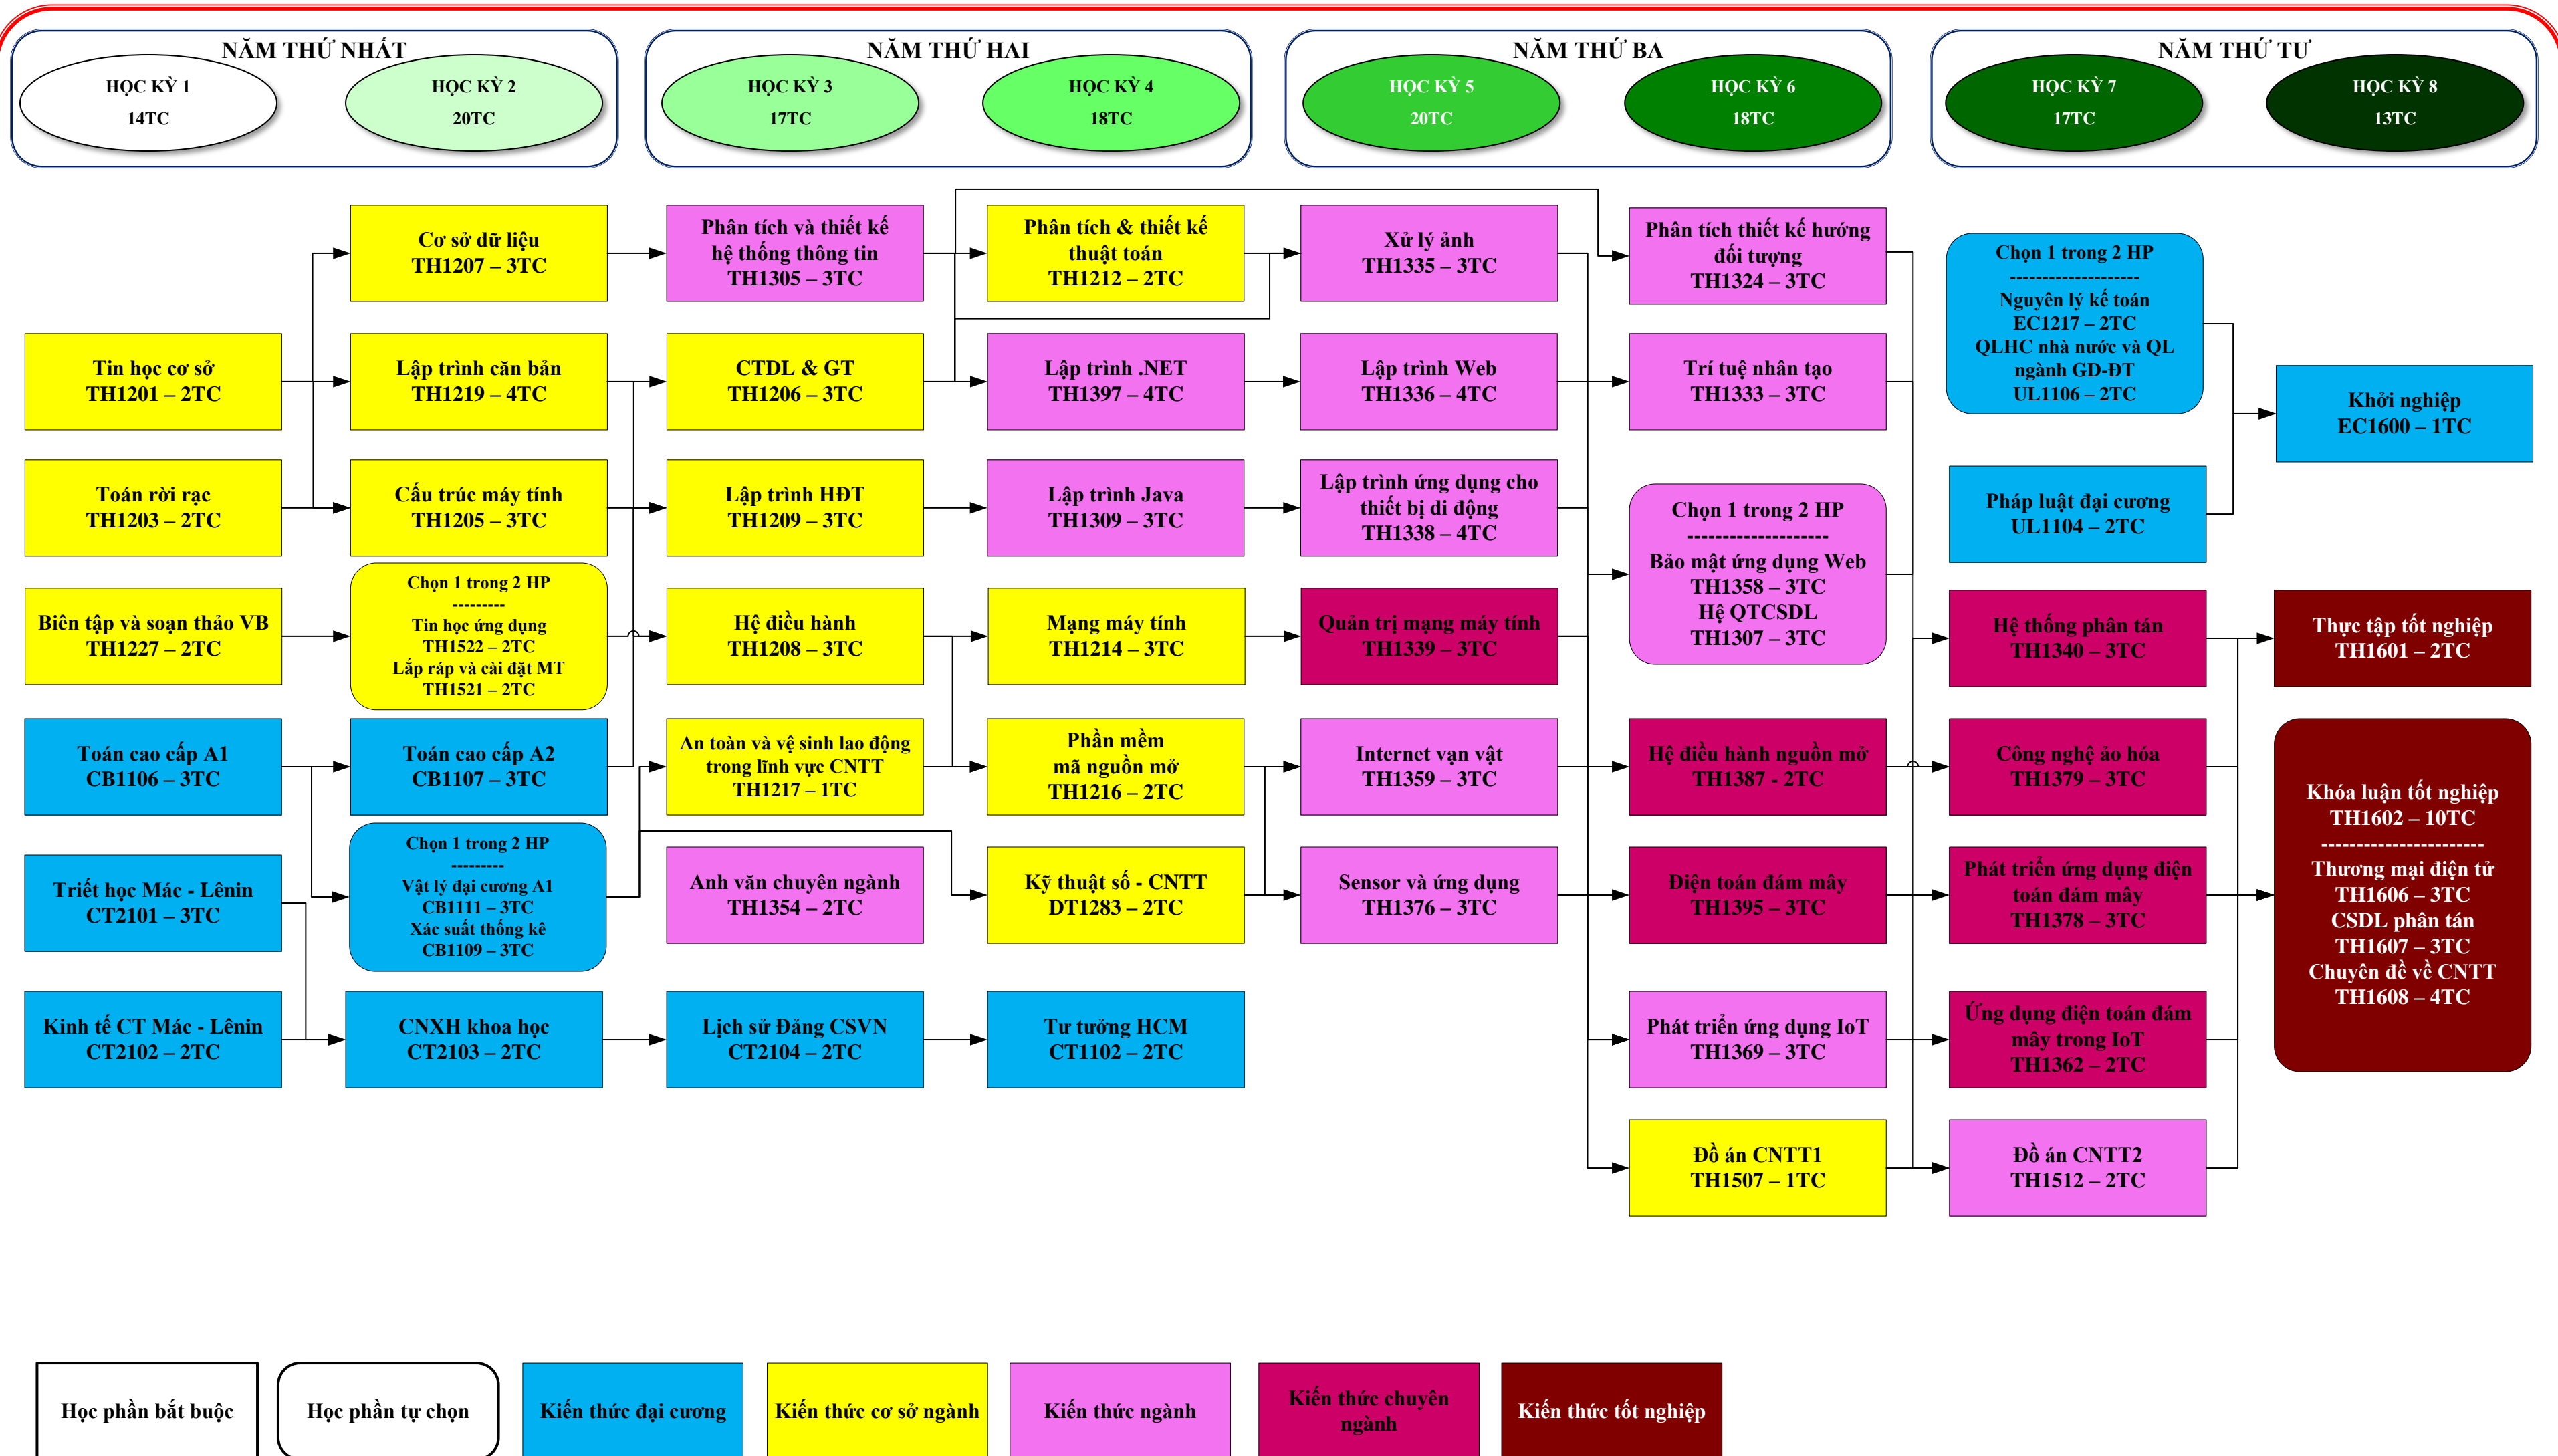 NĂM THỨ NHẤT
HỌC KỲ 1
14TC
HỌC KỲ 2
20TC
NĂM THỨ HAI
HỌC KỲ 3
17TC
HỌC KỲ 4
18TC
NĂM THỨ BA
HỌC KỲ 5
20TC
HỌC KỲ 6
18TC
NĂM THỨ TƯ
HỌC KỲ 7
17TC
HỌC KỲ 8
13TC
Tin học cơ sở
TH1201 – 2TC
Toán rời rạc
TH1203 – 2TC
Biên tập và soạn thảo VB
TH1227 – 2TC
Toán cao cấp A1
CB1106 – 3TC
Triết học Mác - Lênin
CT2101 – 3TC
Kinh tế CT Mác - Lênin
CT2102 – 2TC
Cơ sở dữ liệu
TH1207 – 3TC
Lập trình căn bản
TH1219 – 4TC
Cấu trúc máy tính
TH1205 – 3TC
Chọn 1 trong 2 HP
---------
Tin học ứng dụng
TH1522 – 2TC
Lắp ráp và cài đặt MT
TH1521 – 2TC
Toán cao cấp A2
CB1107 – 3TC
Chọn 1 trong 2 HP
---------
Vật lý đại cương A1
CB1111 – 3TC
Xác suất thống kê
CB1109 – 3TC
CNXH khoa học
CT2103 – 2TC
Phân tích và thiết kế
hệ thống thông tin
TH1305 – 3TC
CTDL & GT
TH1206 – 3TC
Lập trình HĐT
TH1209 – 3TC
Hệ điều hành
TH1208 – 3TC
An toàn và vệ sinh lao động
trong lĩnh vực CNTT
TH1217 – 1TC
Anh văn chuyên ngành
TH1354 – 2TC
Lịch sử Đảng CSVN
CT2104 – 2TC
Phân tích & thiết kế
thuật toán
TH1212 – 2TC
Lập trình .NET
TH1397 – 4TC
Lập trình Java
TH1309 – 3TC
Mạng máy tính
TH1214 – 3TC
Phần mềm
mã nguồn mở
TH1216 – 2TC
Kỹ thuật số - CNTT
DT1283 – 2TC
Tư tưởng HCM
CT1102 – 2TC
Xử lý ảnh
TH1335 – 3TC
Lập trình Web
TH1336 – 4TC
Lập trình ứng dụng cho
thiết bị di động
TH1338 – 4TC
Quản trị mạng máy tính
TH1339 – 3TC
Internet vạn vật
TH1359 – 3TC
Sensor và ứng dụng
TH1376 – 3TC
Phân tích thiết kế hướng
đối tượng
TH1324 – 3TC
Trí tuệ nhân tạo
TH1333 – 3TC
Chọn 1 trong 2 HP
--------------------
Bảo mật ứng dụng Web
TH1358 – 3TC
Hệ QTCSDL
TH1307 – 3TC
Hệ điều hành nguồn mở
TH1387 - 2TC
Điện toán đám mây
TH1395 – 3TC
Phát triển ứng dụng IoT
TH1369 – 3TC
Đồ án CNTT1
TH1507 – 1TC
Chọn 1 trong 2 HP
--------------------
Nguyên lý kế toán
EC1217 – 2TC
QLHC nhà nước và QL
ngành GD-ĐT
UL1106 – 2TC
Pháp luật đại cương
UL1104 – 2TC
Hệ thống phân tán
TH1340 – 3TC
Công nghệ ảo hóa
TH1379 – 3TC
Phát triển ứng dụng điện
toán đám mây
TH1378 – 3TC
Ứng dụng điện toán đám
mây trong IoT
TH1362 – 2TC
Đồ án CNTT2
TH1512 – 2TC
Khởi nghiệp
EC1600 – 1TC
Thực tập tốt nghiệp
TH1601 – 2TC
Khóa luận tốt nghiệp
TH1602 – 10TC
-----------------------
Thương mại điện tử
TH1606 – 3TC
CSDL phân tán
TH1607 – 3TC
Chuyên đề về CNTT
TH1608 – 4TC
Học phần bắt buộc
Học phần tự chọn
Kiến thức đại cương
Kiến thức cơ sở ngành
Kiến thức ngành
Kiến thức chuyên
ngành
Kiến thức tốt nghiệp